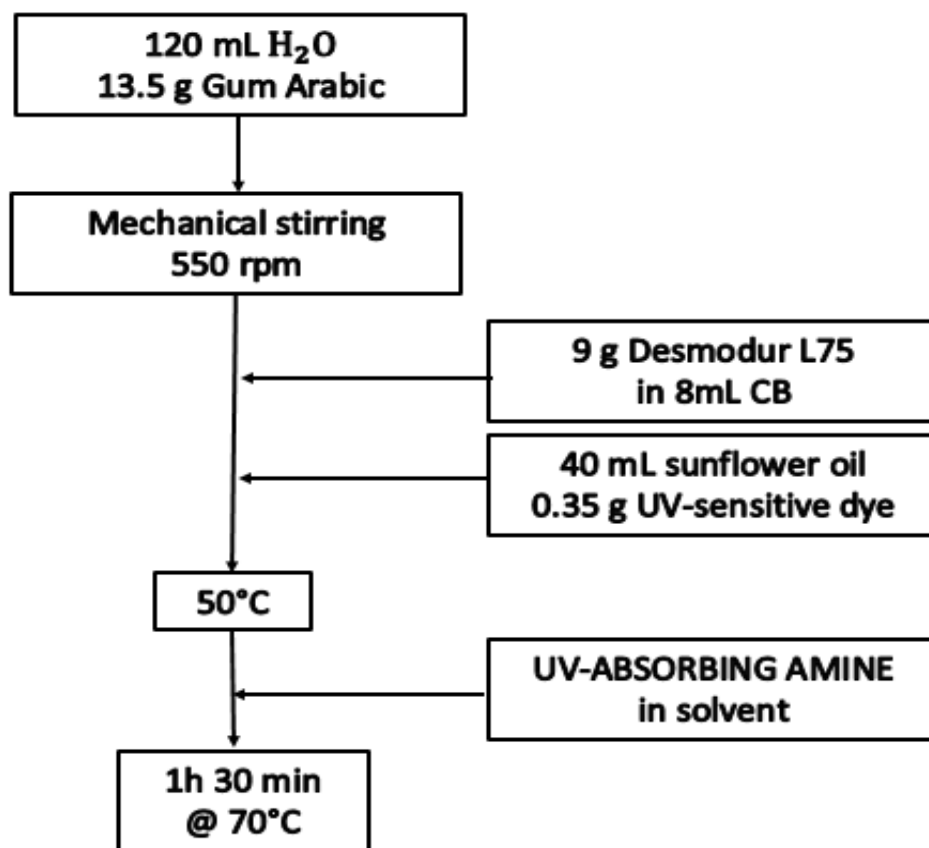 120 mL H₂O
13.5 g Gum Arabic
Mechanical stirring
550 rpm
9 g Desmodur L75
in 8mL CB
40 mL sunflower oil
0.35 g UV-sensitive dye
50°C
UV-ABSORBING AMINE
in solvent
1h 30 min
@ 70°C